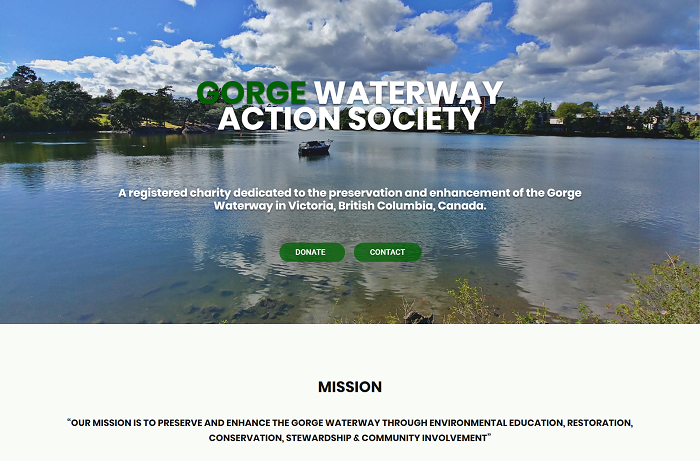 GORGE WATERWAY
ACTION SOCIETY
A registered charity dedicated to the preservation and enhancement of the Gorge
Waterway in Victoria, British Columbia, Canada.
DONATE CONTACT
MISSION
"OUR MISSION IS TO PRESERVE AND ENHANCE THE GORGE WATERWAY THROUGH ENVIRONMENTAL EDUCATION, RESTORATION,
CONSERVATION, STEWARDSHIP & COMMUNITY INVOLVEMENT"